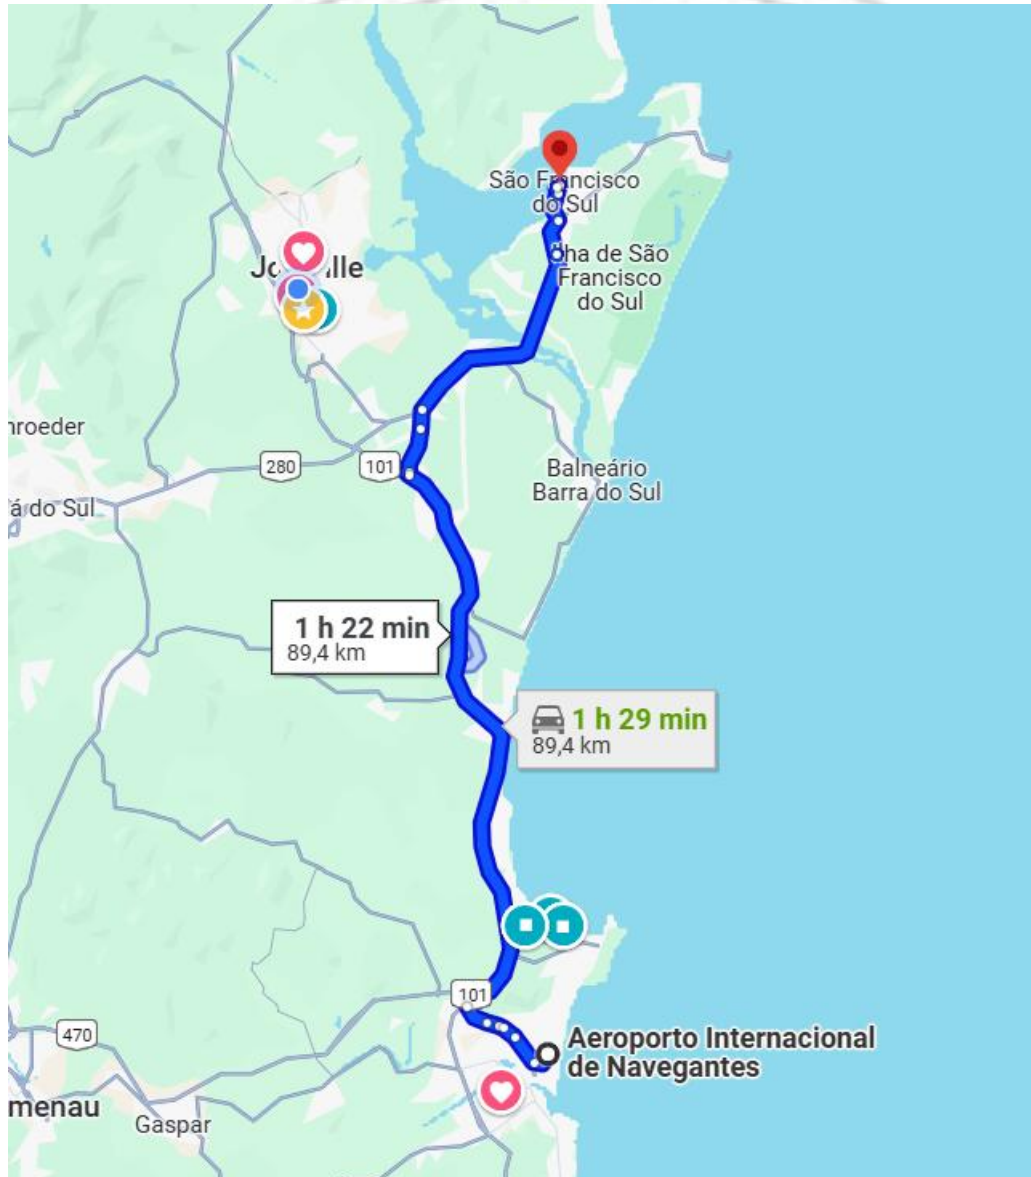 São Francisco
do Sul
Ilha de São
Francisco
do Sul
Joinville
hroeder
280
101
Balneário
Barra do Sul
á do Sul
1 h 22 min
89,4 km
1 h 29 min
89,4 km
101
470
Aeroporto Internacional
de Navegantes
menau
Gaspar